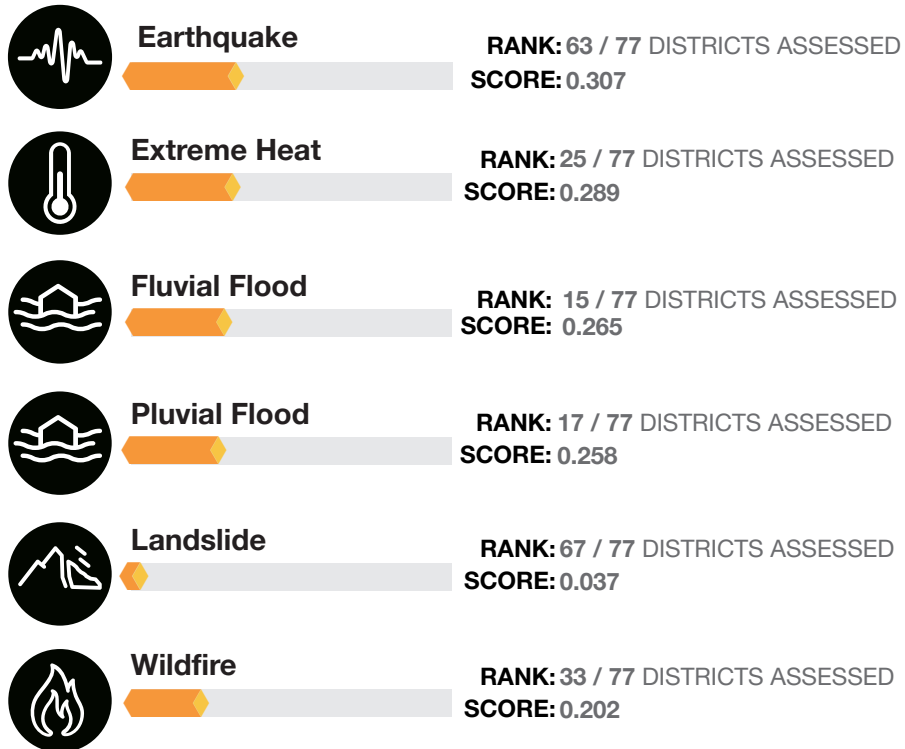 Earthquake
RANK: 63 / 77 DISTRICTS ASSESSED
SCORE: 0.307
Extreme Heat
RANK: 25 / 77 DISTRICTS ASSESSED
SCORE: 0.289
Fluvial Flood
RANK: 15 / 77 DISTRICTS ASSESSED
SCORE: 0.265
Pluvial Flood
RANK: 17 / 77 DISTRICTS ASSESSED
SCORE: 0.258
Landslide
RANK: 67 / 77 DISTRICTS ASSESSED
SCORE: 0.037
Wildfire
RANK: 33 / 77 DISTRICTS ASSESSED
SCORE: 0.202